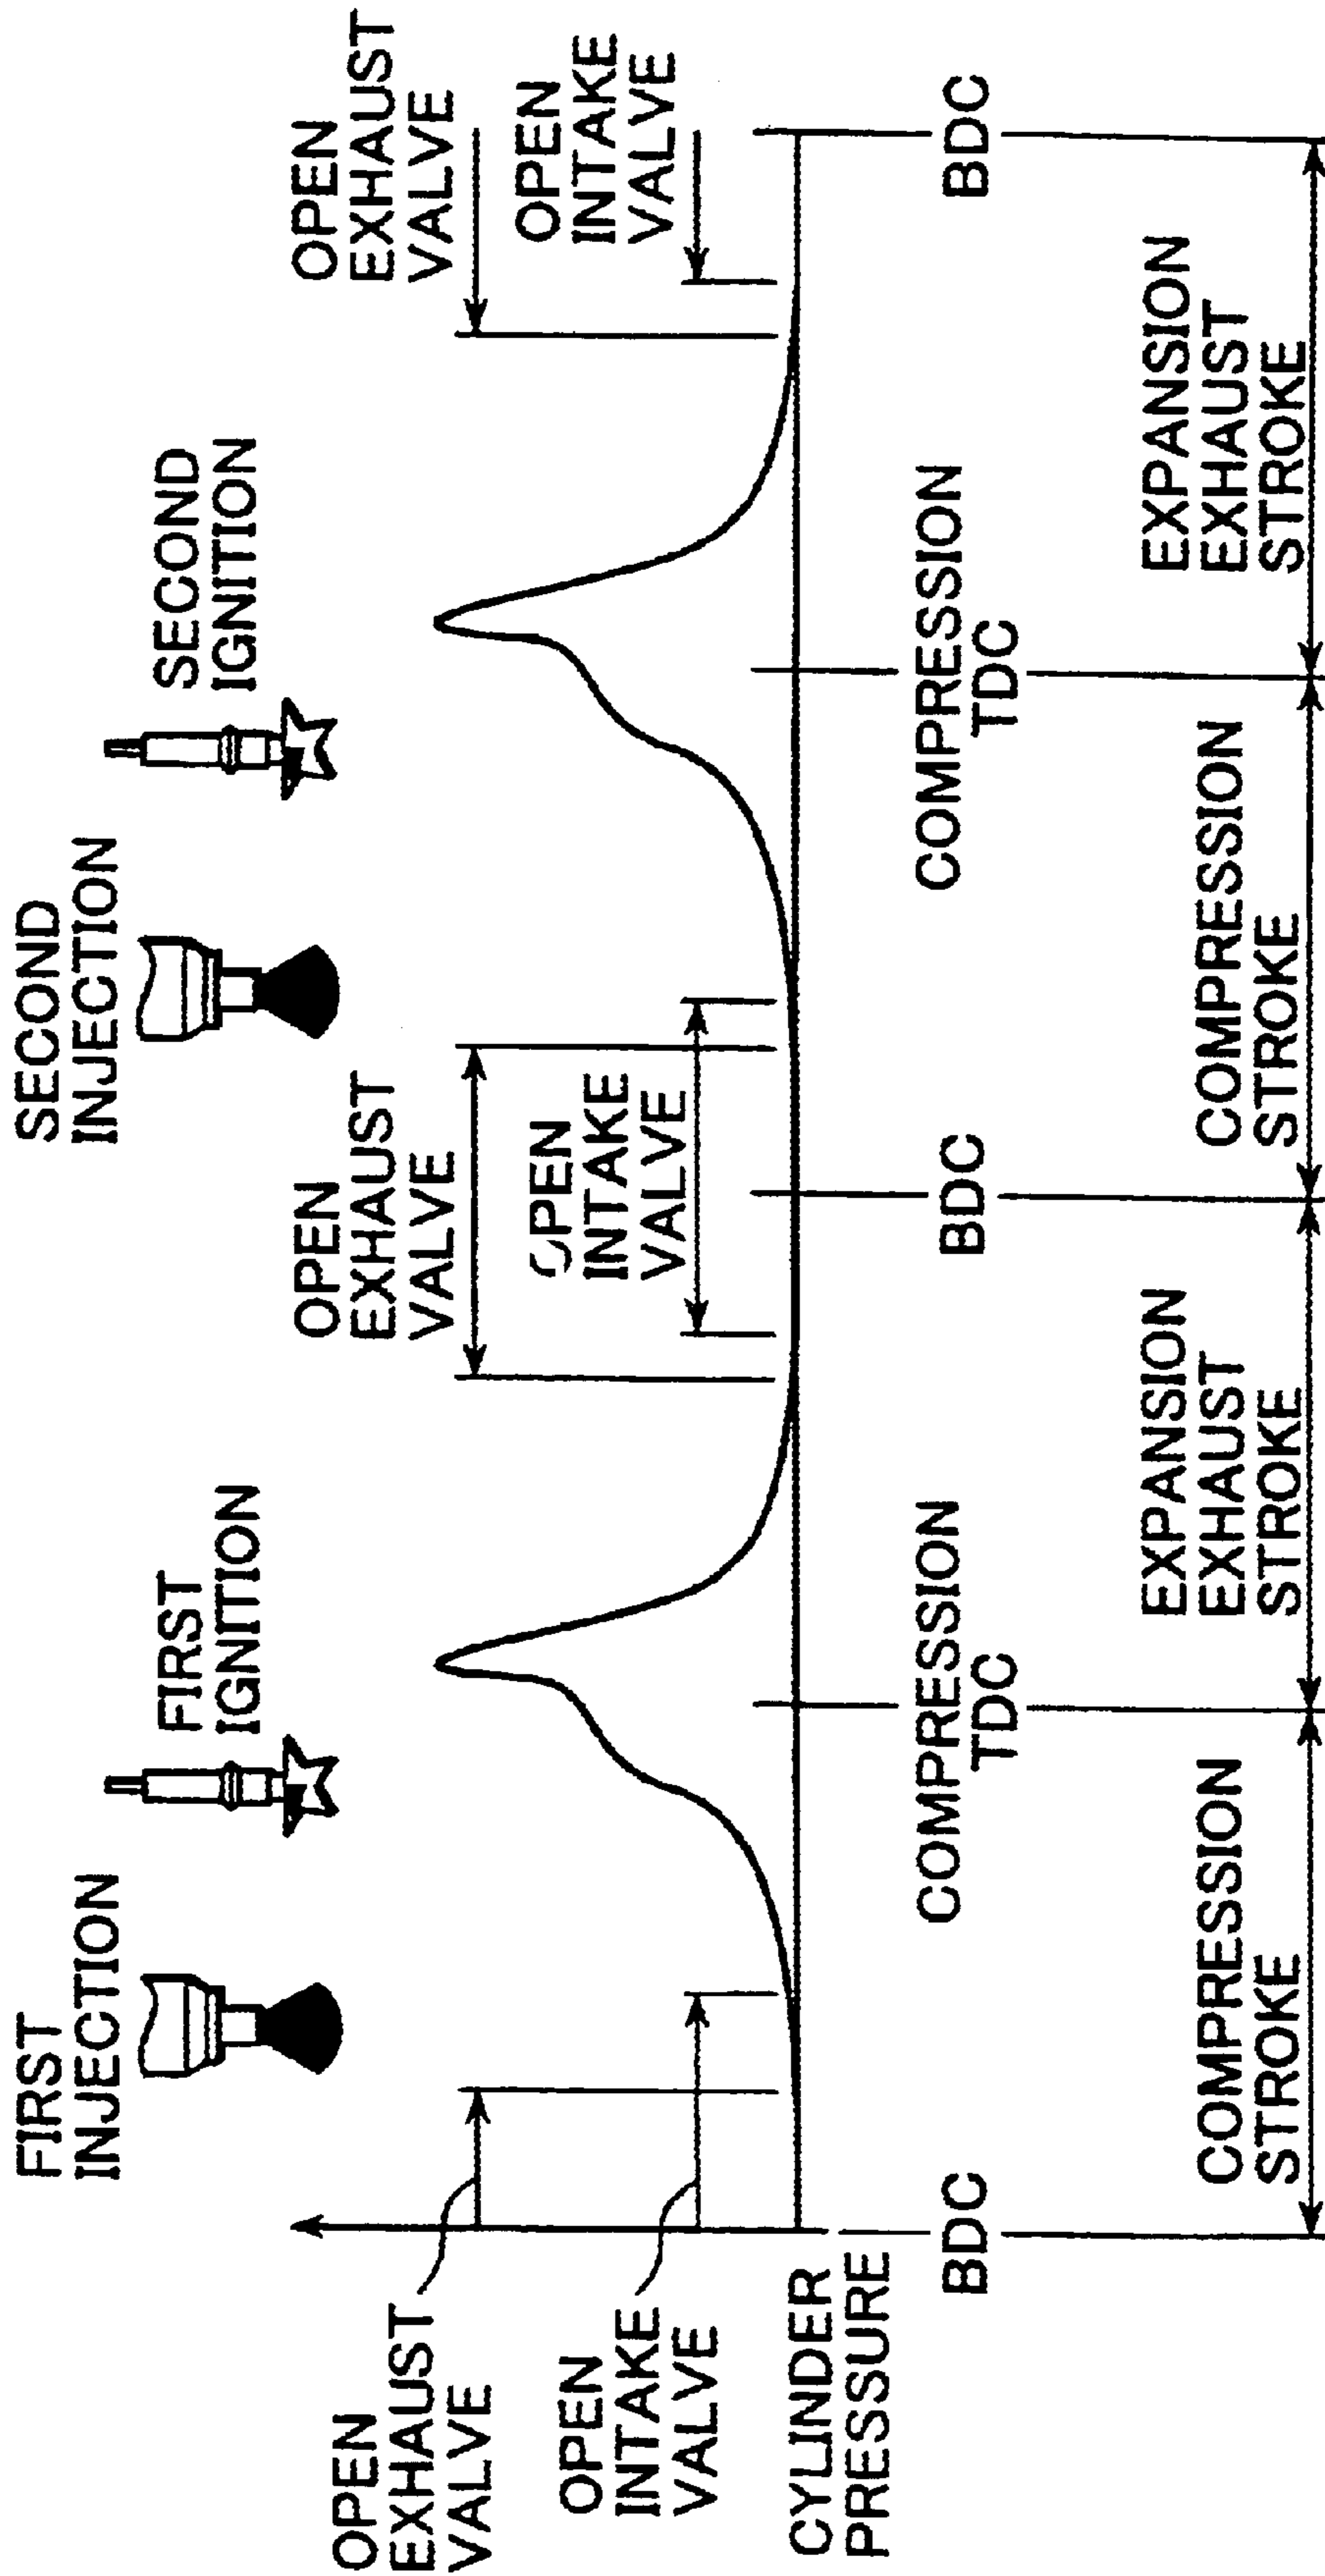 FIRST
INJECTION
FIRST
IGNITION
SECOND
INJECTION
SECOND
IGNITION
OPEN
EXHAUST
VALVE
OPEN
INTAKE
VALVE
OPEN
EXHAUST
VALVE
OPEN
INTAKE
VALVE
OPEN
EXHAUST
VALVE
OPEN
INTAKE
VALVE
CYLINDER
PRESSURE
BDC
COMPRESSION
TDC
BDC
COMPRESSION
TDC
BDC
COMPRESSION
STROKE
EXPANSION
EXHAUST
STROKE
COMPRESSION
STROKE
EXPANSION
EXHAUST
STROKE